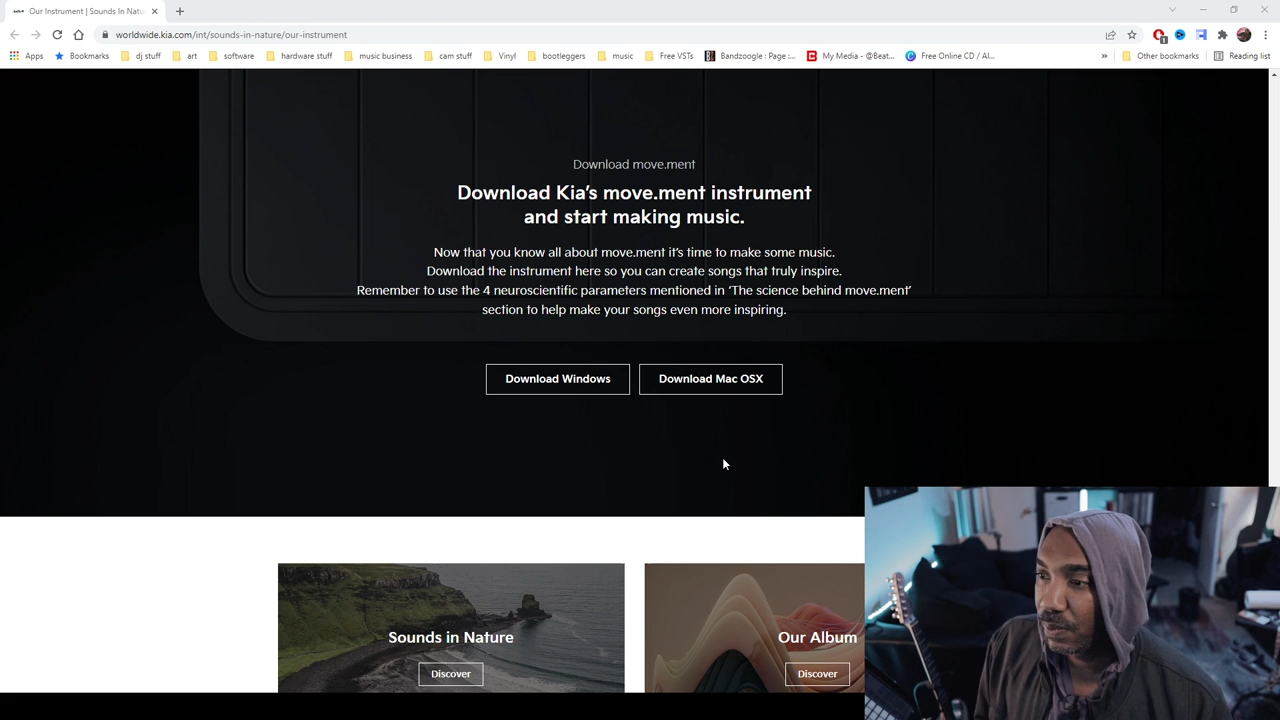 Our Instrument | Sounds In Natu
worldwide.kia.com/int/sounds-in-nature/our-instrument
Apps Bookmarks dj stuff art software hardware stuff music business cam stuff Vinyl bootleggers music Free VSTs Bandzoogle : Page :... My Media - @Beat... Free Online CD / Al... » Other bookmarks Reading list
Download move.ment
Download Kia's move.ment instrument
and start making music.
Now that you know all about move.ment it's time to make some music.
Download the instrument here so you can create songs that truly inspire.
Remember to use the 4 neuroscientific parameters mentioned in 'The science behind move.ment'
section to help make your songs even more inspiring.
Download Windows Download Mac OSX
Sounds in Nature Our Album
Discover Discover